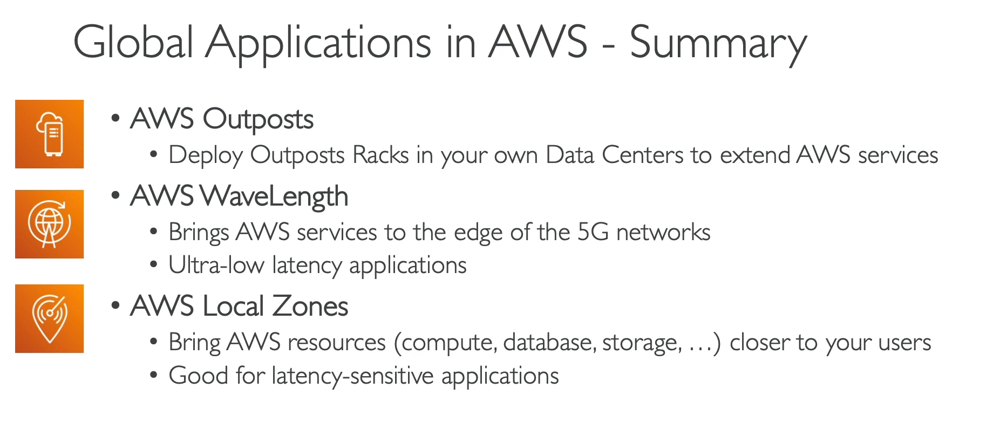 Global Applications in AWS - Summary
• AWS Outposts
• Deploy Outposts Racks in your own Data Centers to extend AWS services
• AWS WaveLength
• Brings AWS services to the edge of the 5G networks
• Ultra-low latency applications
• AWS Local Zones
• Bring AWS resources (compute, database, storage, …) closer to your users
• Good for latency-sensitive applications